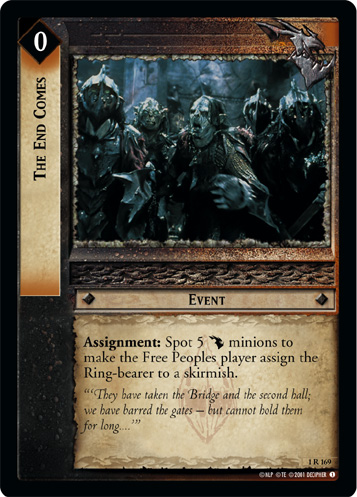 0
THE END COMES
EVENT
Assignment: Spot 5 minions to
make the Free Peoples player assign the
Ring-bearer to a skirmish.
“‘They have taken the Bridge and the second hall;
we have barred the gates – but cannot hold them
for long....’”
1 R 169
©NLP ™TE ©2001 DECIPHER 1